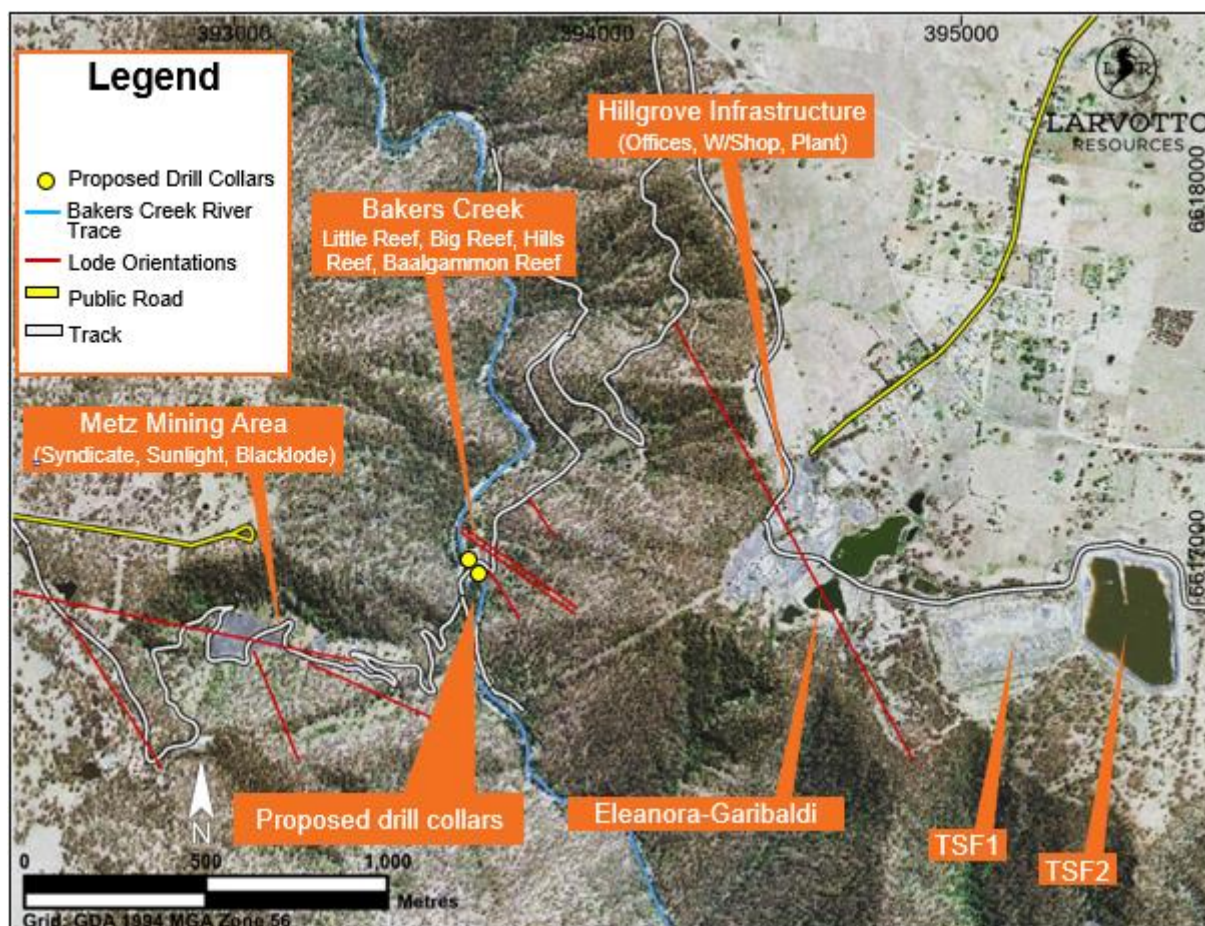 393000
394000
395000
Legend
Proposed Drill Collars
Bakers Creek River
Trace
Lode Orientations
Public Road
Track
LR
LARVOTTO
RESOURCES
Hillgrove Infrastructure
(Offices, W/Shop, Plant)
6618000
Bakers Creek
Little Reef, Big Reef, Hills
Reef, Baalgammon Reef
Metz Mining Area
(Syndicate, Sunlight, Blacklode)
6617000
Proposed drill collars
Eleanora-Garibaldi
TSF1
TSF2
N
0 500 1,000
Metres
Grid: GDA 1994 MGA Zone 56